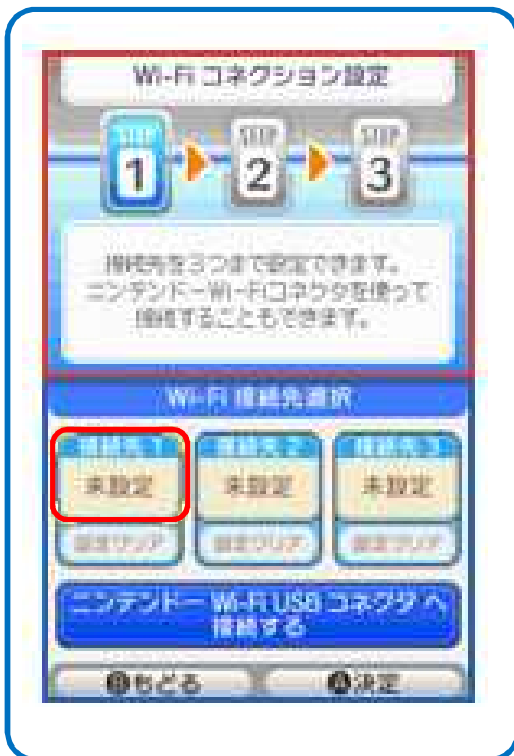 Wi-Fi コネクション設定
STEP 1
STEP 2
STEP 3
接続先を3つまで設定できます。
ニンテンドーWi-Fiコネクタを使って
接続することもできます。
Wi-Fi 接続先選択
接続先 1 接続先 2 接続先 3
未設定 未設定 未設定
設定クリア 設定クリア 設定クリア
ニンテンドー Wi-Fi USB コネクタ へ
接続する
Bもどる A決定